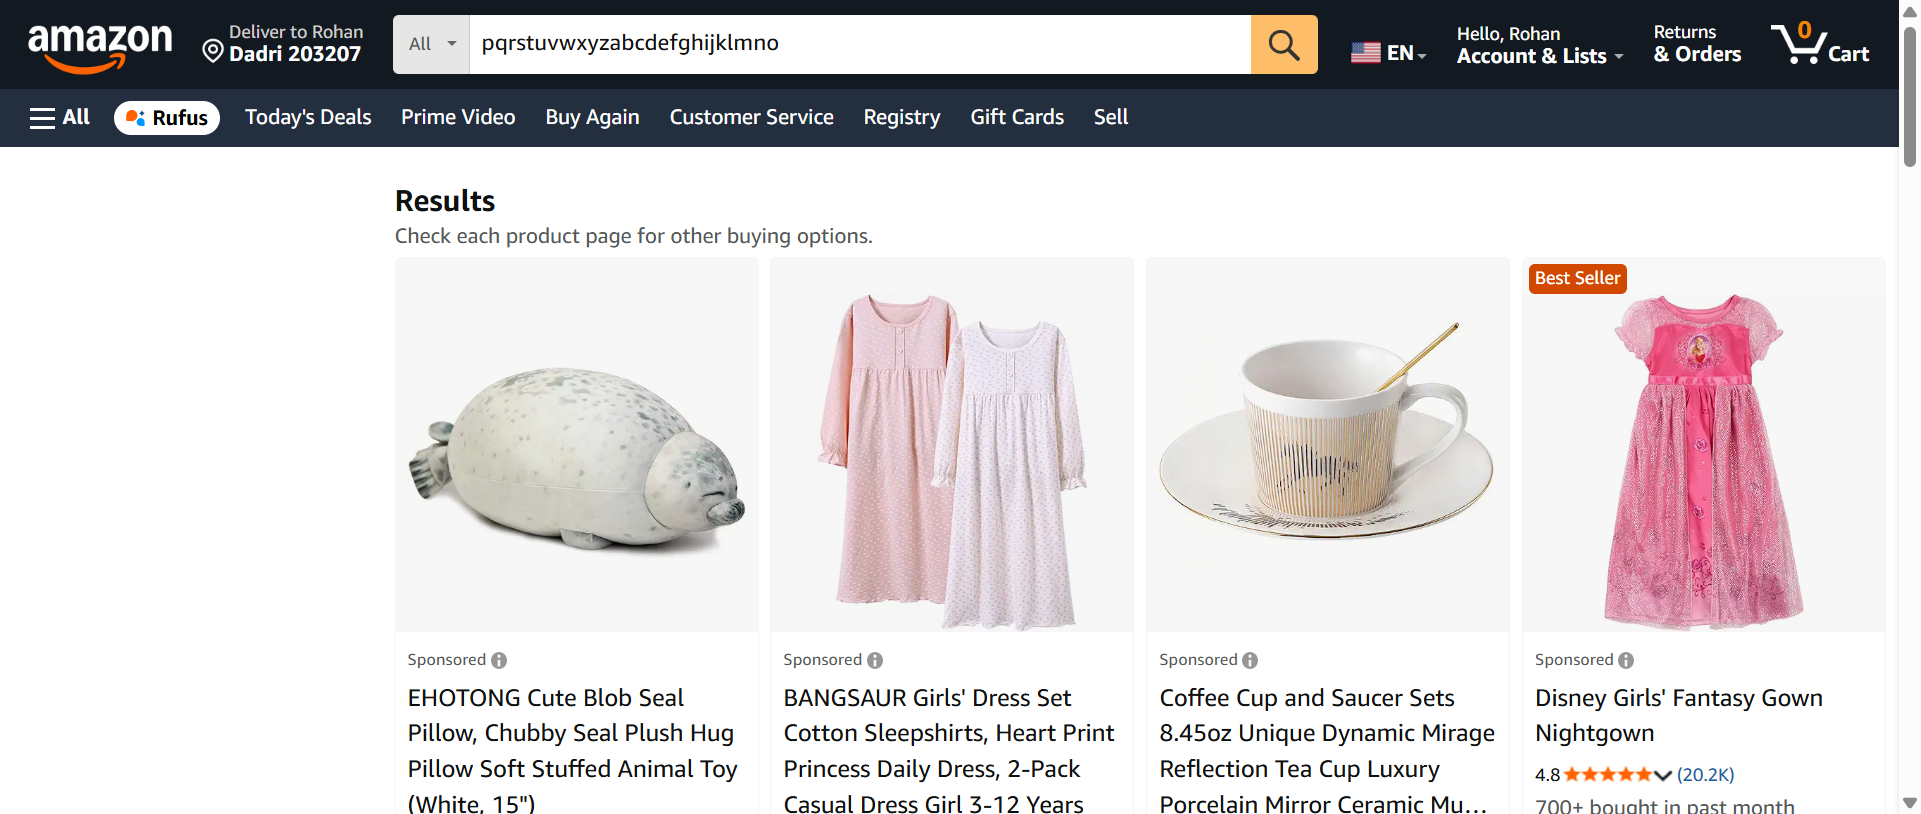 amazon
Deliver to Rohan
Dadri 203207
All
pqrstuvwxyzabcdefghijklmno
EN
Hello, Rohan
Account & Lists
Returns
& Orders
0
Cart
All
Rufus
Today's Deals
Prime Video
Buy Again
Customer Service
Registry
Gift Cards
Sell
Results
Check each product page for other buying options.
Sponsored
EHOTONG Cute Blob Seal
Pillow, Chubby Seal Plush Hug
Pillow Soft Stuffed Animal Toy
(White, 15")
Sponsored
BANGSAUR Girls' Dress Set
Cotton Sleepshirts, Heart Print
Princess Daily Dress, 2-Pack
Casual Dress Girl 3-12 Years
Sponsored
Coffee Cup and Saucer Sets
8.45oz Unique Dynamic Mirage
Reflection Tea Cup Luxury
Porcelain Mirror Ceramic Mu...
Best Seller
Sponsored
Disney Girls' Fantasy Gown
Nightgown
4.8 (20.2K)
700+ bought in past month